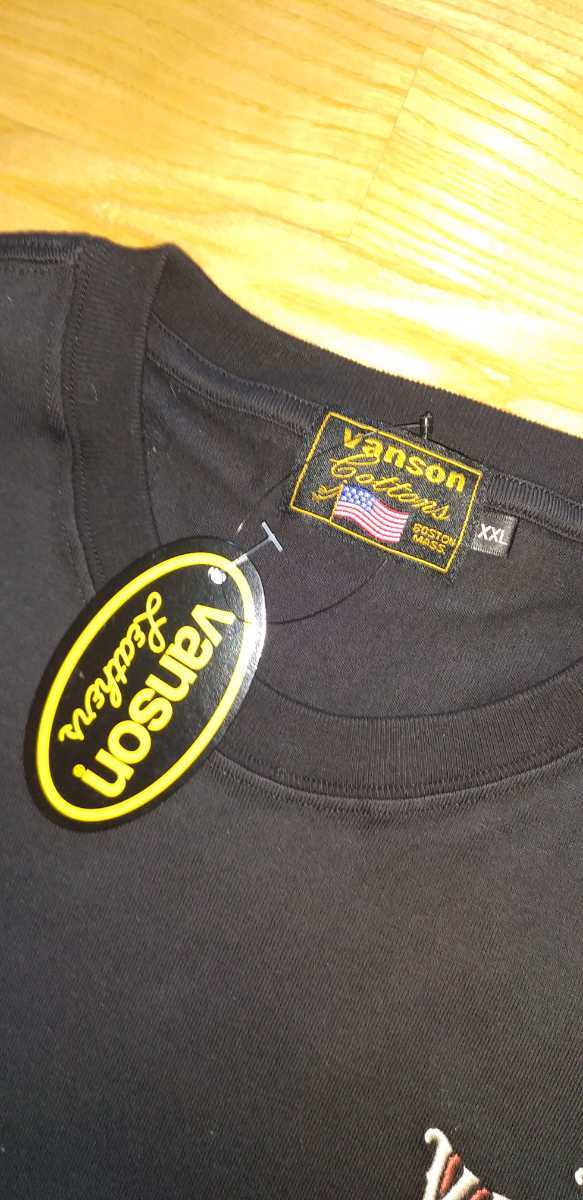 vanson
Cottons
BOSTON
MASS.
XXL
vanson
Leathers